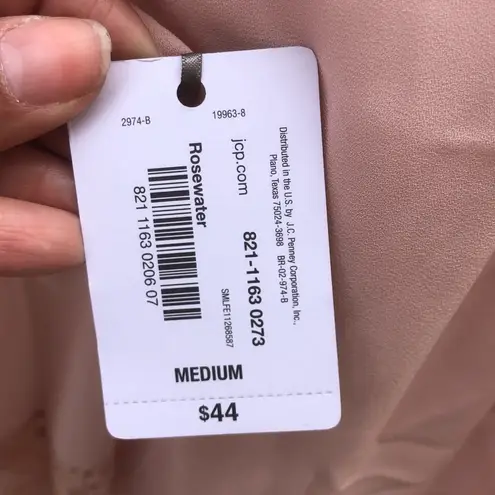 2974-B
19963-8
Distributed in the U.S. by J.C. Penney Corporation, Inc.,
Plano, Texas 75024-3698 BR-02-974-B
jcp.com
821-1163 0273
SMLFE11268587
Rosewater
821 1163 0206 07
MEDIUM
$44